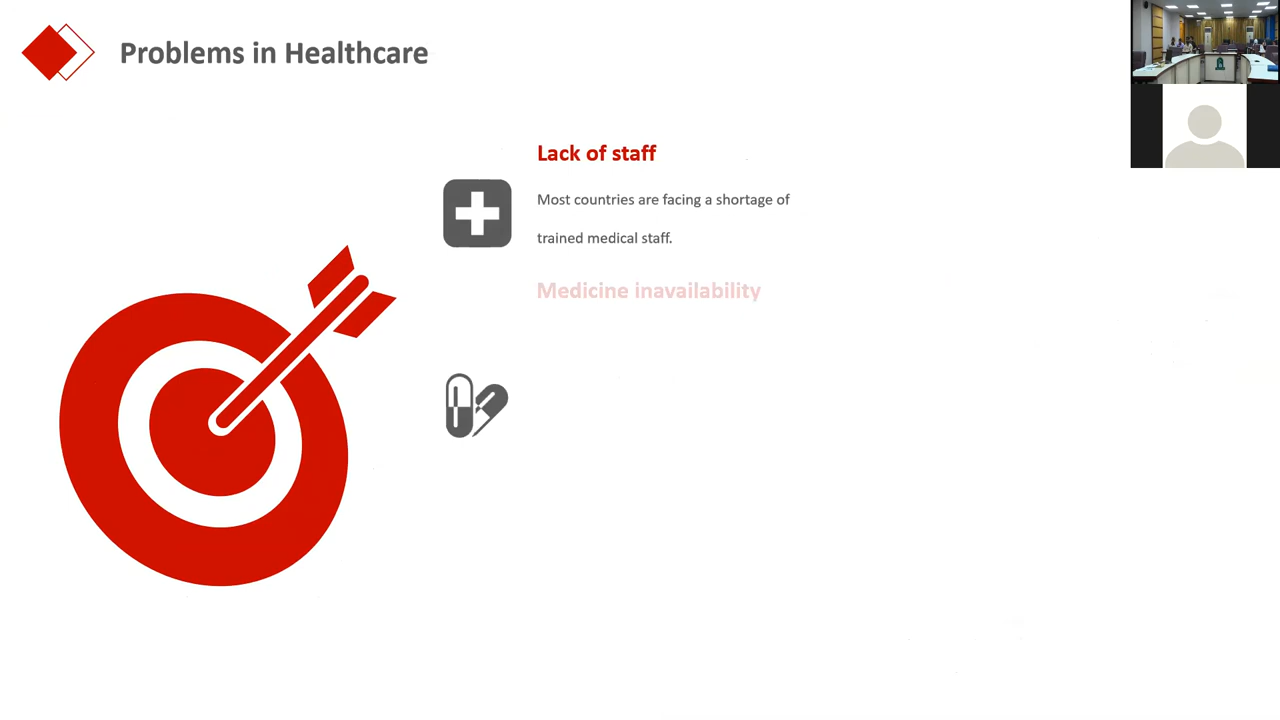 Problems in Healthcare
Lack of staff
Most countries are facing a shortage of
trained medical staff.
Medicine inavailability